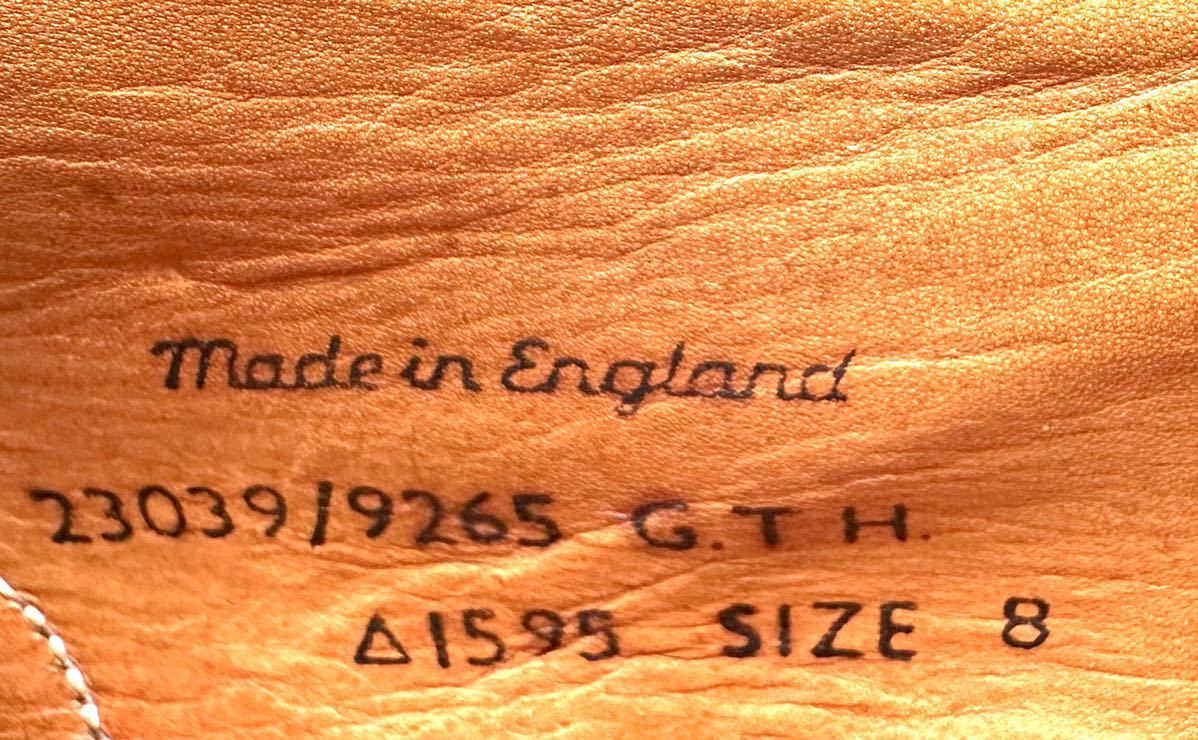 Made in England
23039/9265 G.T H.
Δ1595 SIZE 8